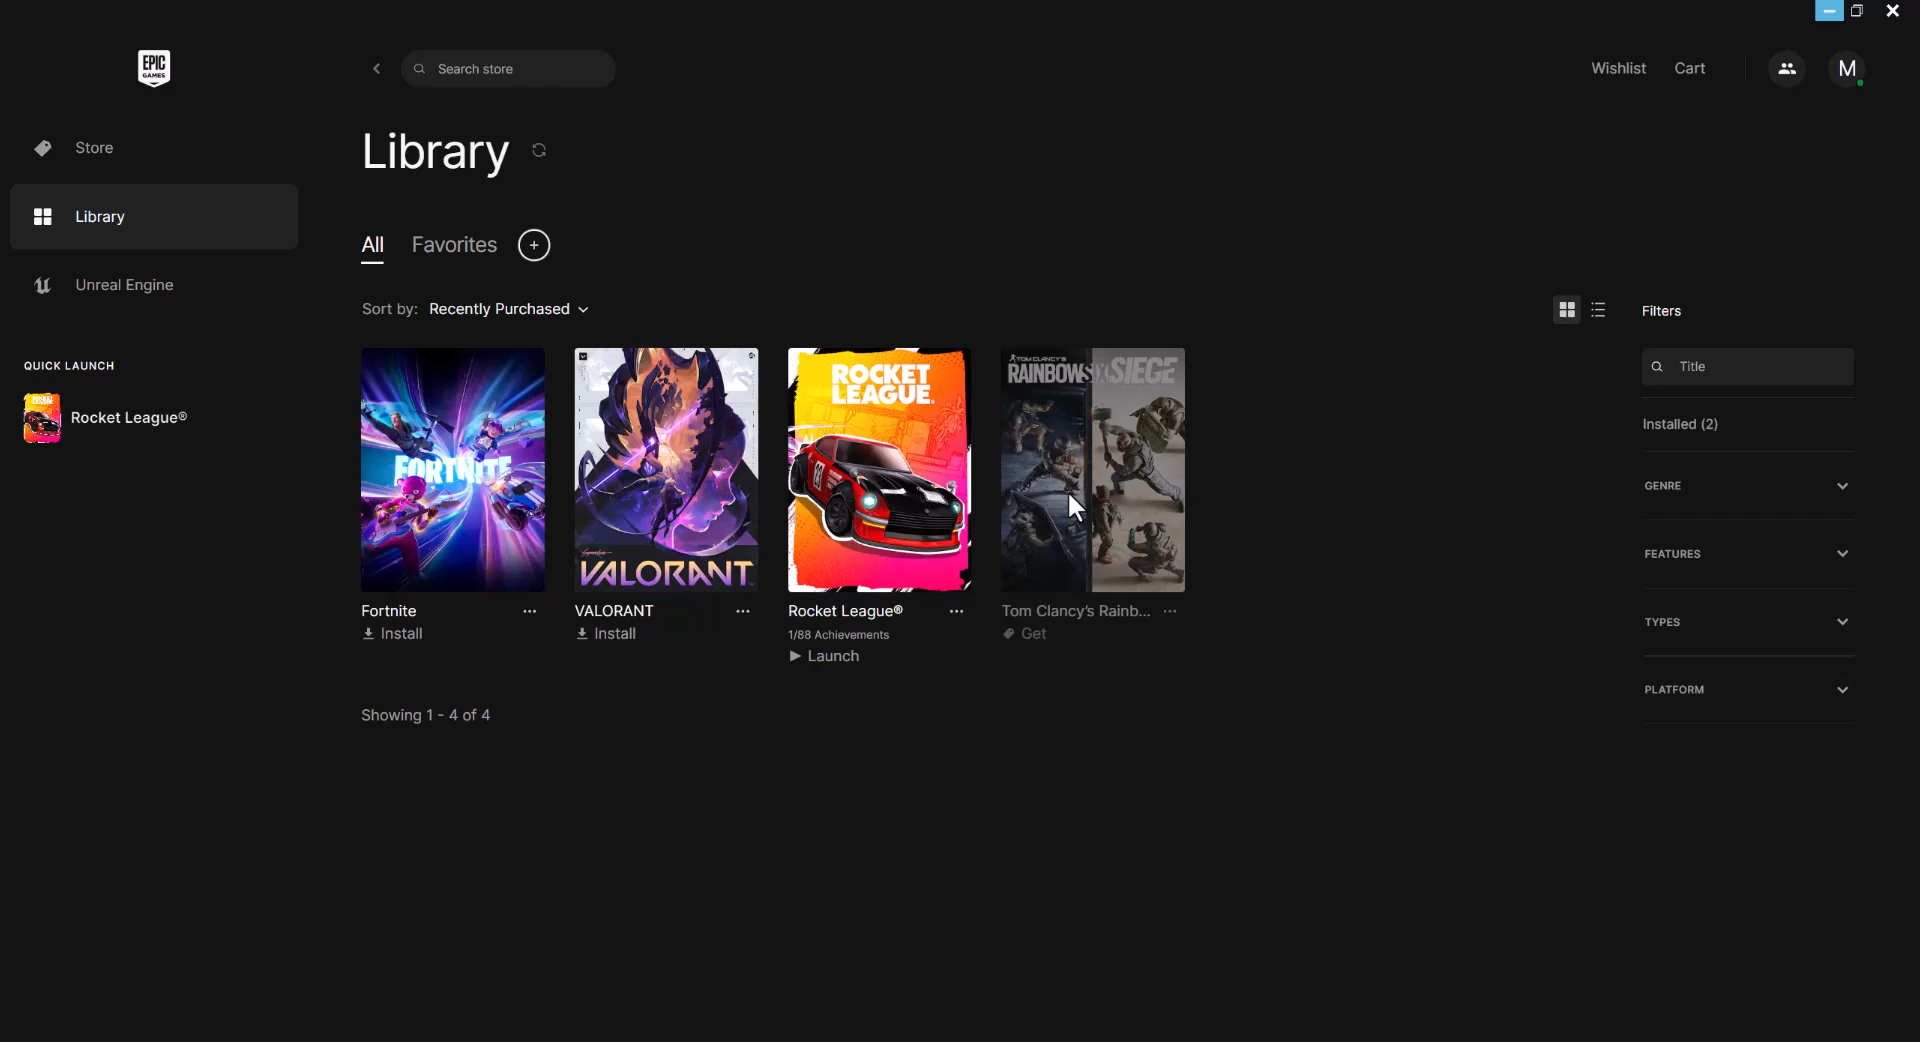 EPIC
GAMES
Search store
Wishlist
Cart
M
Store
Library
Library
All
Favorites
Unreal Engine
Sort by: Recently Purchased
Filters
QUICK LAUNCH
Rocket League®
FORTNITE
VALORANT
ROCKET
LEAGUE.
TOM CLANCY'S
RAINBOW SIX SIEGE
Title
Installed (2)
GENRE
FEATURES
TYPES
PLATFORM
Fortnite
Install
VALORANT
Install
Rocket League®
1/88 Achievements
Launch
Tom Clancy's Rainb...
Get
Showing 1 - 4 of 4